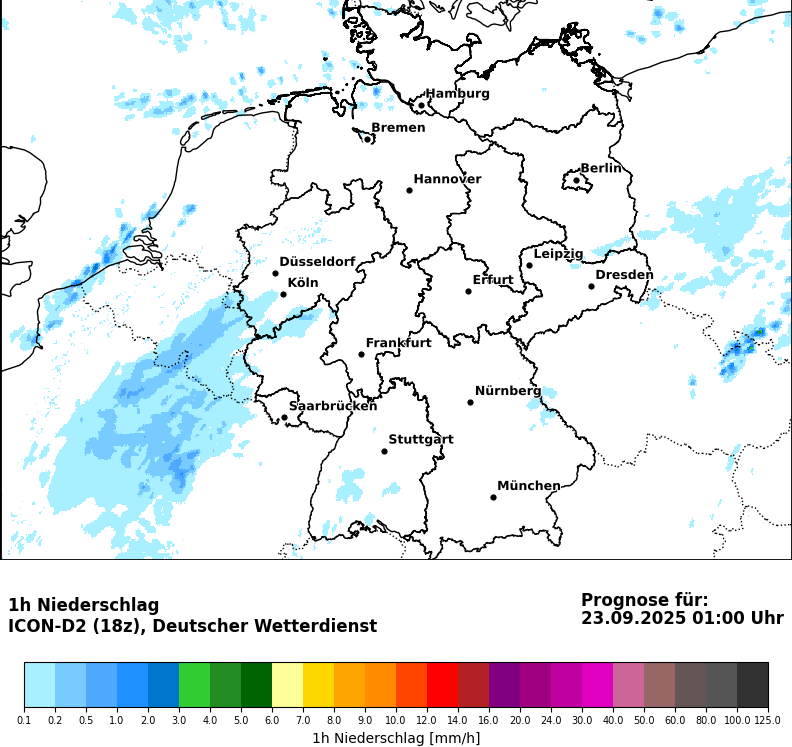 Hamburg
Bremen
Berlin
Hannover
Leipzig
Düsseldorf
Dresden
Köln
Erfurt
Frankfurt
Nürnberg
Saarbrücken
Stuttgart
München
1h Niederschlag
ICON-D2 (18z), Deutscher Wetterdienst
Prognose für:
23.09.2025 01:00 Uhr
0.1 0.2 0.5 1.0 2.0 3.0 4.0 5.0 6.0 7.0 8.0 9.0 10.0 12.0 14.0 16.0 20.0 24.0 30.0 40.0 50.0 60.0 80.0 100.0 125.0
1h Niederschlag [mm/h]